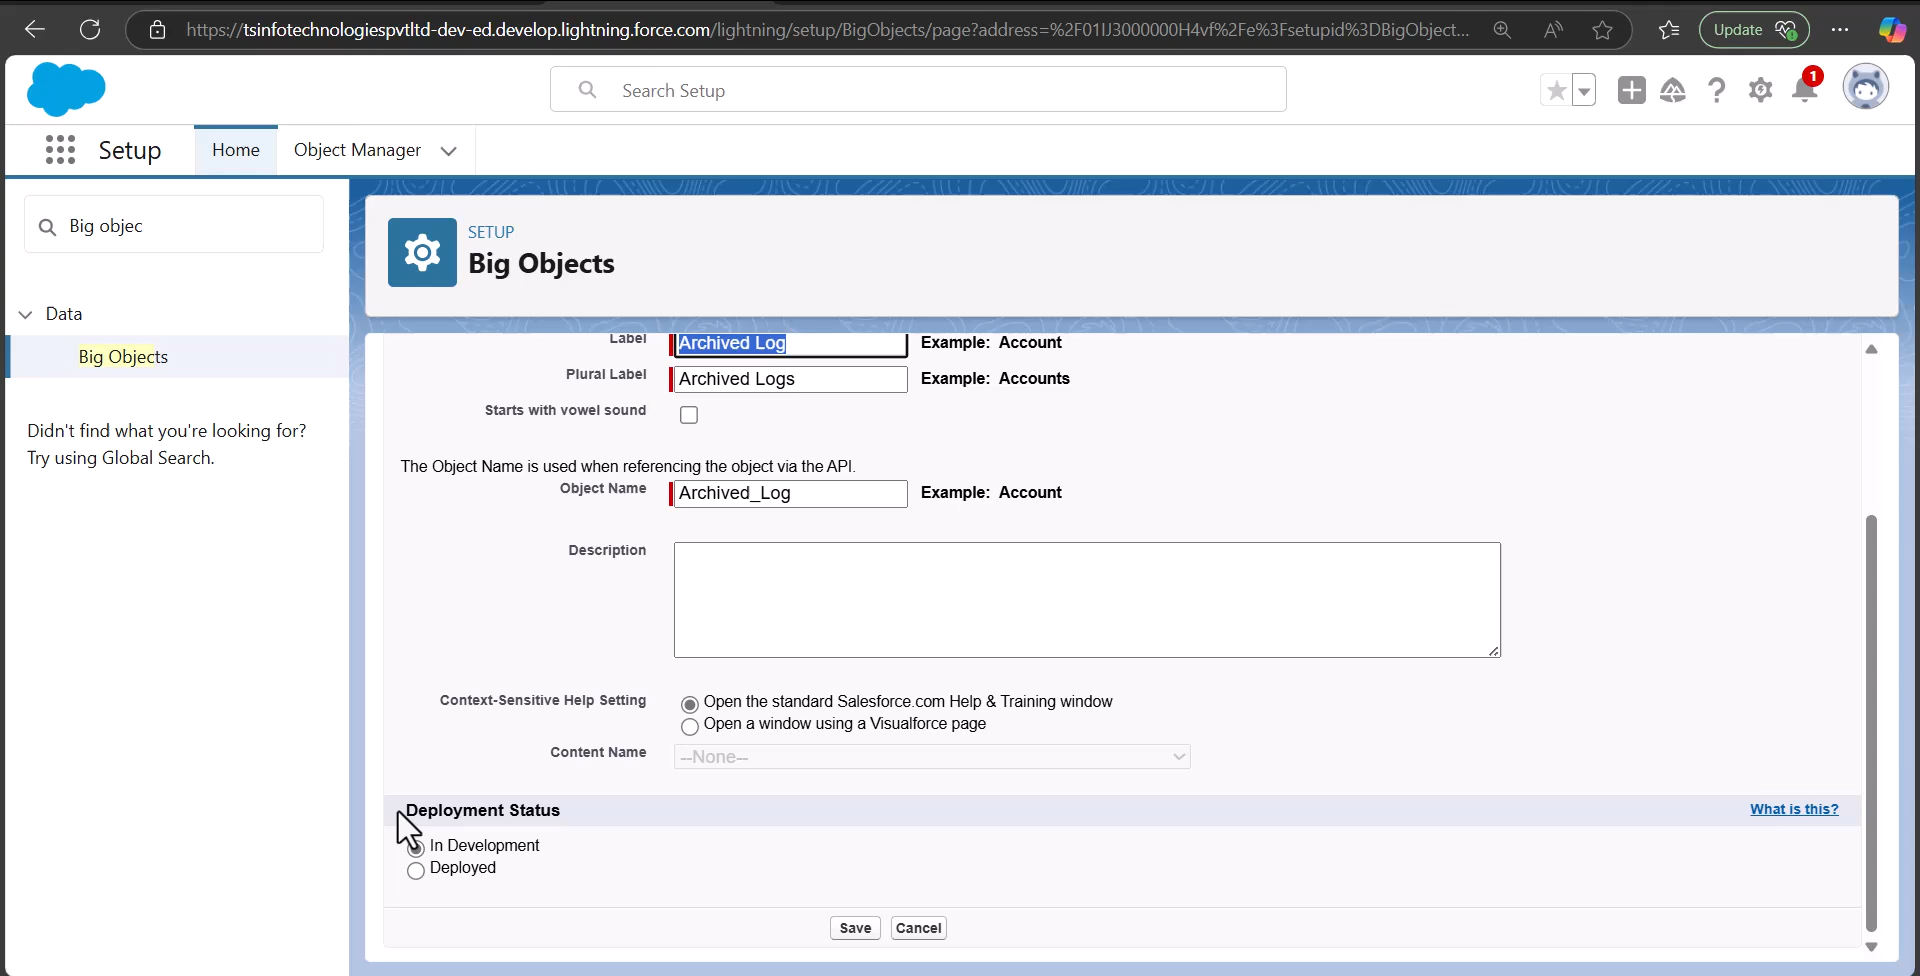 https://tsinfotechnologiespvtltd-dev-ed.develop.lightning.force.com/lightning/setup/BigObjects/page?address=%2F01IJ3000000H4vf%2Fe%3Fsetupid%3DBigObject...
Update
Search Setup
1
Setup
Home
Object Manager
Big objec
Data
Big Objects
Didn't find what you're looking for?
Try using Global Search.
SETUP
Big Objects
Label
Archived Log
Example: Account
Plural Label
Archived Logs
Example: Accounts
Starts with vowel sound
The Object Name is used when referencing the object via the API.
Object Name
Archived_Log
Example: Account
Description
Context-Sensitive Help Setting
Open the standard Salesforce.com Help & Training window
Open a window using a Visualforce page
Content Name
--None--
Deployment Status
What is this?
In Development
Deployed
Save
Cancel